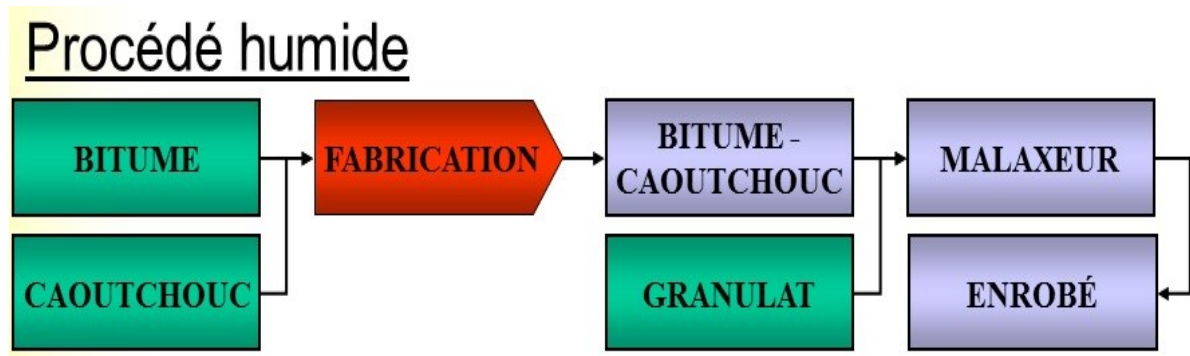 Procédé humide
BITUME
CAOUTCHOUC
FABRICATION
BITUME -
CAOUTCHOUC
GRANULAT
MALAXEUR
ENROBÉ